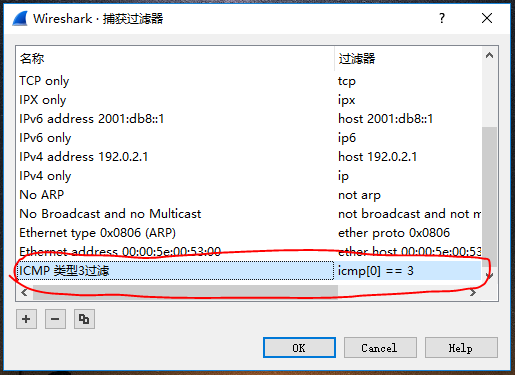 Wireshark · 捕获过滤器
名称 过滤器
TCP only tcp
IPX only ipx
IPv6 address 2001:db8::1 host 2001:db8::1
IPv6 only ip6
IPv4 address 192.0.2.1 host 192.0.2.1
IPv4 only ip
No ARP not arp
No Broadcast and no Multicast not broadcast and not m
Ethernet type 0x0806 (ARP) ether proto 0x0806
Ethernet address 00:00:5e:00:53:00 ether host 00:00:5e:00:53
ICMP 类型3过滤 icmp[0] == 3
OK Cancel Help